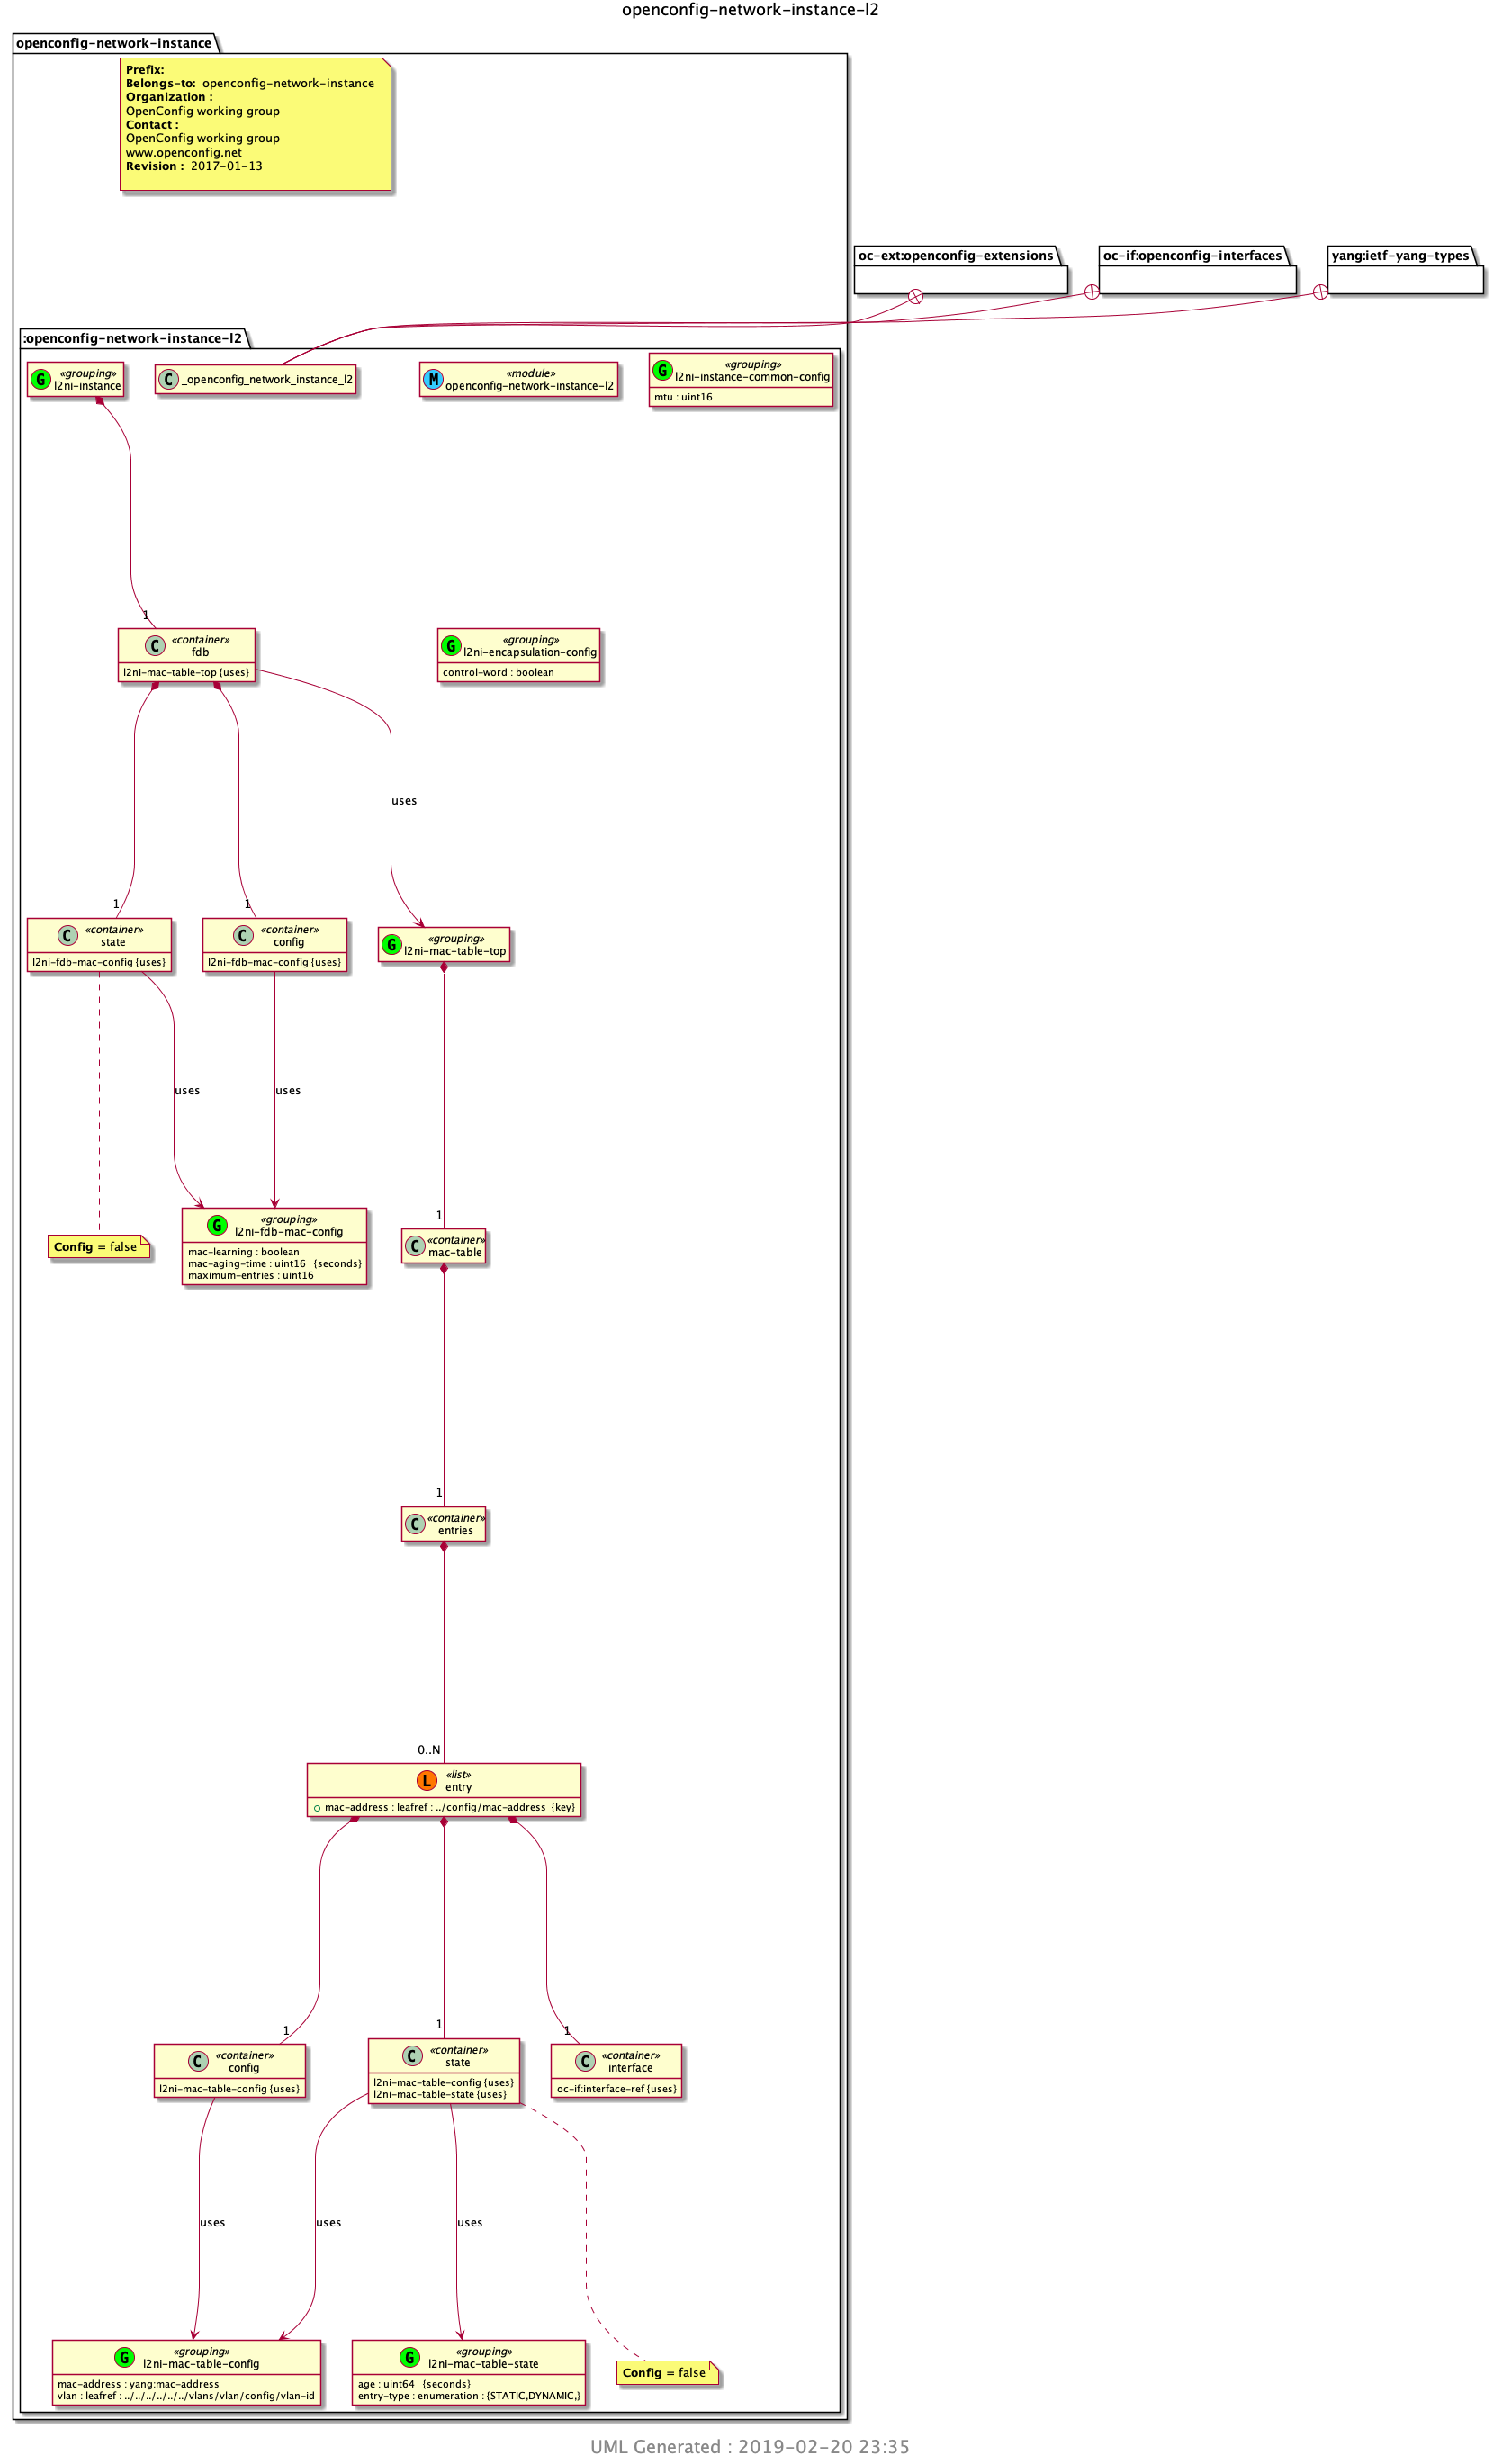 openconfig-network-instance-l2
openconfig-network-instance
Prefix:
Belongs-to:  openconfig-network-instance
Organization :
OpenConfig working group
Contact :
OpenConfig working group
www.openconfig.net
Revision :  2017-01-13
oc-ext:openconfig-extensions
oc-if:openconfig-interfaces
yang:ietf-yang-types
:openconfig-network-instance-l2
G
«grouping»
l2ni-instance
C
_openconfig_network_instance_l2
M
«module»
openconfig-network-instance-l2
G
«grouping»
l2ni-instance-common-config
mtu : uint16
1
C
«container»
fdb
l2ni-mac-table-top {uses}
G
«grouping»
l2ni-encapsulation-config
control-word : boolean
uses
1
1
C
«container»
state
l2ni-fdb-mac-config {uses}
C
«container»
config
l2ni-fdb-mac-config {uses}
G
«grouping»
l2ni-mac-table-top
uses
uses
1
Config = false
G
«grouping»
l2ni-fdb-mac-config
mac-learning : boolean
mac-aging-time : uint16   {seconds}
maximum-entries : uint16
C
«container»
mac-table
1
C
«container»
entries
0..N
L
«list»
entry
mac-address : leafref : ../config/mac-address  {key}
1
1
1
C
«container»
config
l2ni-mac-table-config {uses}
C
«container»
state
l2ni-mac-table-config {uses}
l2ni-mac-table-state {uses}
C
«container»
interface
oc-if:interface-ref {uses}
uses
uses
uses
G
«grouping»
l2ni-mac-table-config
mac-address : yang:mac-address
vlan : leafref : ../../../../../../vlans/vlan/config/vlan-id
G
«grouping»
l2ni-mac-table-state
age : uint64   {seconds}
entry-type : enumeration : {STATIC,DYNAMIC,}
Config = false
UML Generated : 2019-02-20 23:35